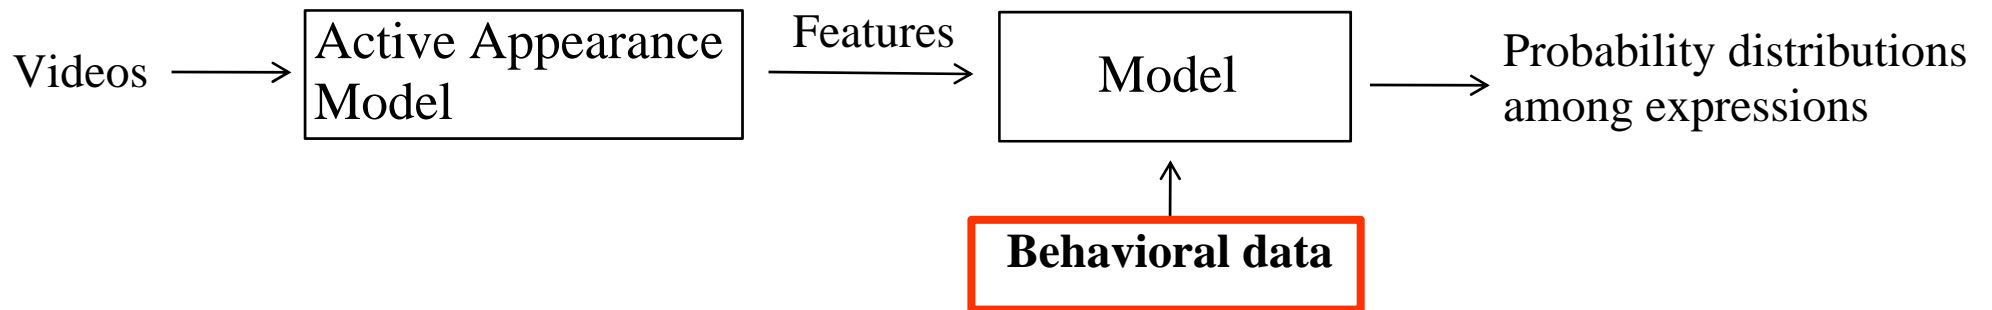 Videos
Active Appearance
Model
Features
Model
Probability distributions
among expressions
Behavioral data